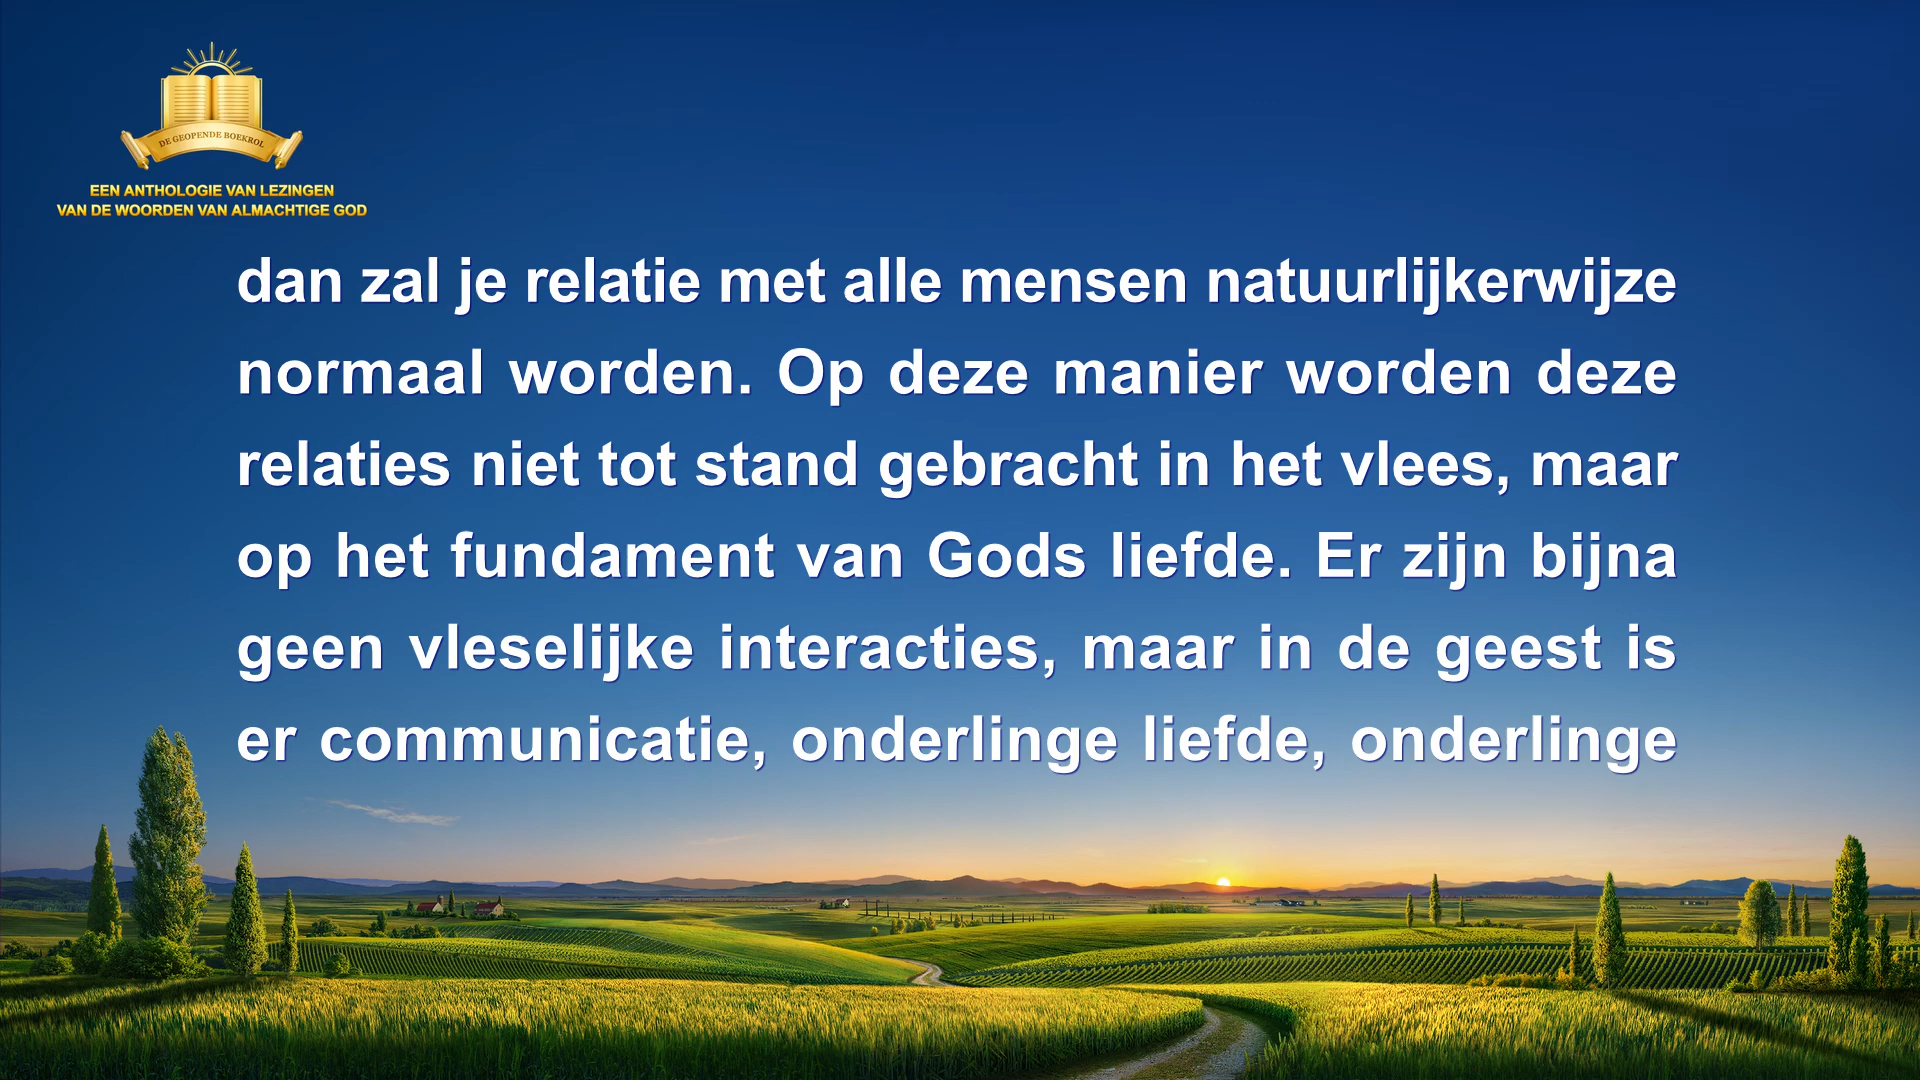 DE GEOPENDE BOEKROL
EEN ANTHOLOGIE VAN LEZINGEN
VAN DE WOORDEN VAN ALMACHTIGE GOD
dan zal je relatie met alle mensen natuurlijkerwijze
normaal worden. Op deze manier worden deze
relaties niet tot stand gebracht in het vlees, maar
op het fundament van Gods liefde. Er zijn bijna
geen vleselijke interacties, maar in de geest is
er communicatie, onderlinge liefde, onderlinge